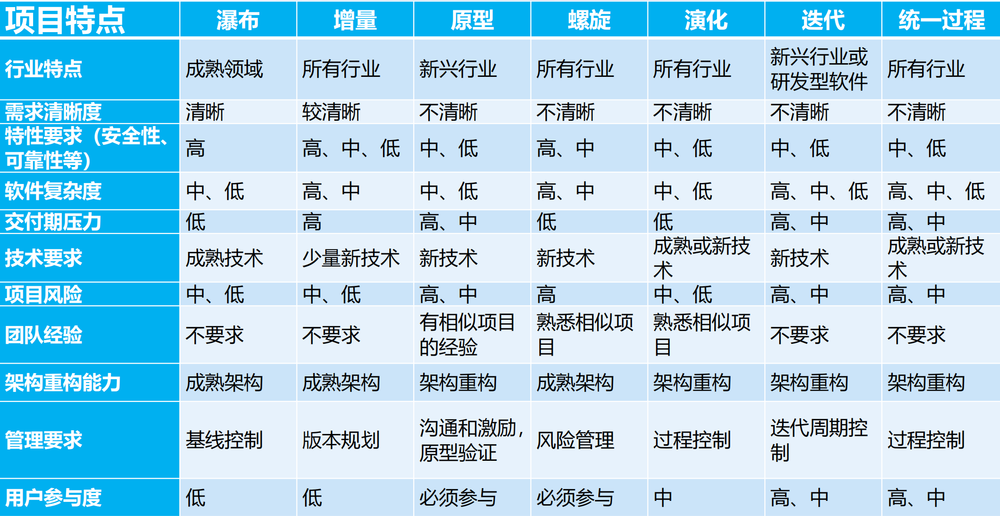 项目特点 瀑布 增量 原型 螺旋 演化 迭代 统一过程
行业特点 成熟领域 所有行业 新兴行业 所有行业 所有行业 新兴行业或
研发型软件 所有行业
需求清晰度 清晰 较清晰 不清晰 不清晰 不清晰 不清晰 不清晰
特性要求（安全性、
可靠性等） 高 高、中、低 中、低 高、中 中、低 中、低 中、低
软件复杂度 中、低 高、中 中、低 高、中 中、低 高、中、低 高、中、低
交付期压力 低 高 高、中 低 低 高、中 高、中
技术要求 成熟技术 少量新技术 新技术 新技术 成熟或新技
术 新技术 成熟或新技
术
项目风险 中、低 中、低 高、中 高 中、低 高、中 高、中
团队经验 不要求 不要求 有相似项目
的经验 熟悉相似项
目 熟悉相似项
目 不要求 不要求
架构重构能力 成熟架构 成熟架构 架构重构 成熟架构 架构重构 架构重构 架构重构
管理要求 基线控制 版本规划 沟通和激励，
原型验证 风险管理 过程控制 迭代周期控
制 过程控制
用户参与度 低 低 必须参与 必须参与 中 高、中 高、中